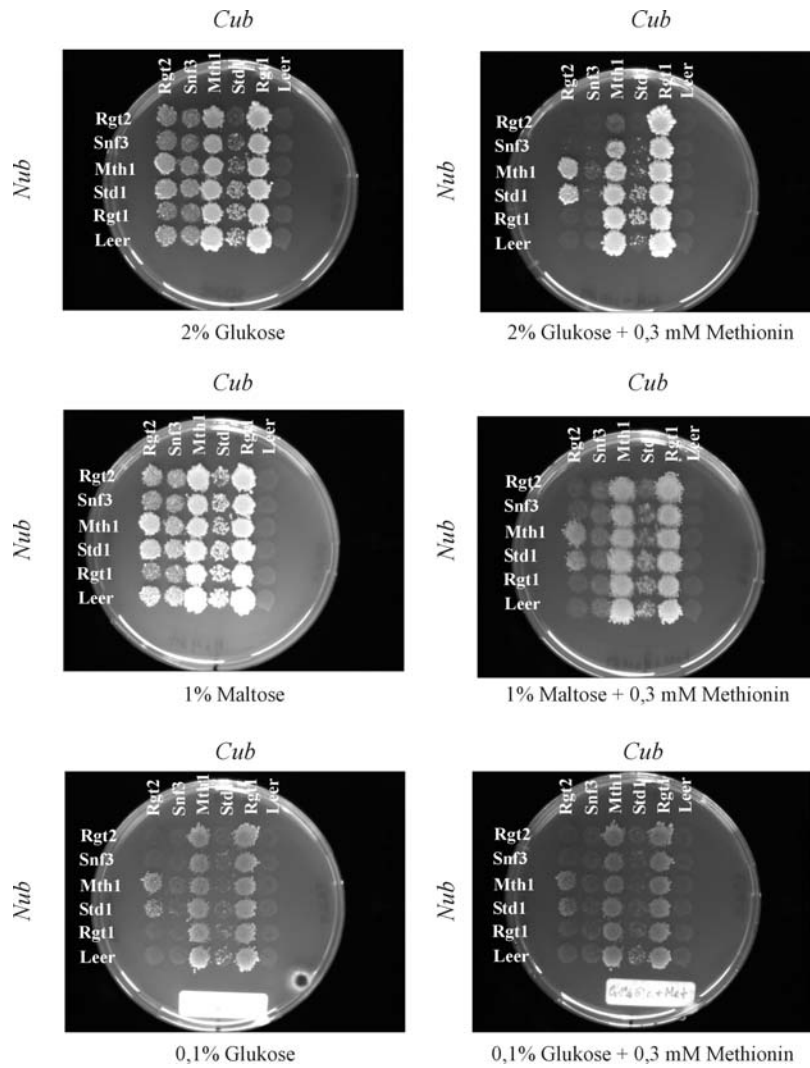 Cub
Rgt2 Snf3 Mth1 Std1 Rgt1 Leer
Nub
Rgt2
Snf3
Mth1
Std1
Rgt1
Leer
2% Glukose
Cub
Rgt2 Snf3 Mth1 Std1 Rgt1 Leer
Nub
Rgt2
Snf3
Mth1
Std1
Rgt1
Leer
2% Glukose + 0,3 mM Methionin
Cub
Rgt2 Snf3 Mth1 Std1 Rgt1 Leer
Nub
Rgt2
Snf3
Mth1
Std1
Rgt1
Leer
1% Maltose
Cub
Rgt2 Snf3 Mth1 Std1 Rgt1 Leer
Nub
Rgt2
Snf3
Mth1
Std1
Rgt1
Leer
1% Maltose + 0,3 mM Methionin
Cub
Rgt2 Snf3 Mth1 Std1 Rgt1 Leer
Nub
Rgt2
Snf3
Mth1
Std1
Rgt1
Leer
0,1% Glukose
Cub
Rgt2 Snf3 Mth1 Std1 Rgt1 Leer
Nub
Rgt2
Snf3
Mth1
Std1
Rgt1
Leer
0,1% Glukose + 0,3 mM Methionin